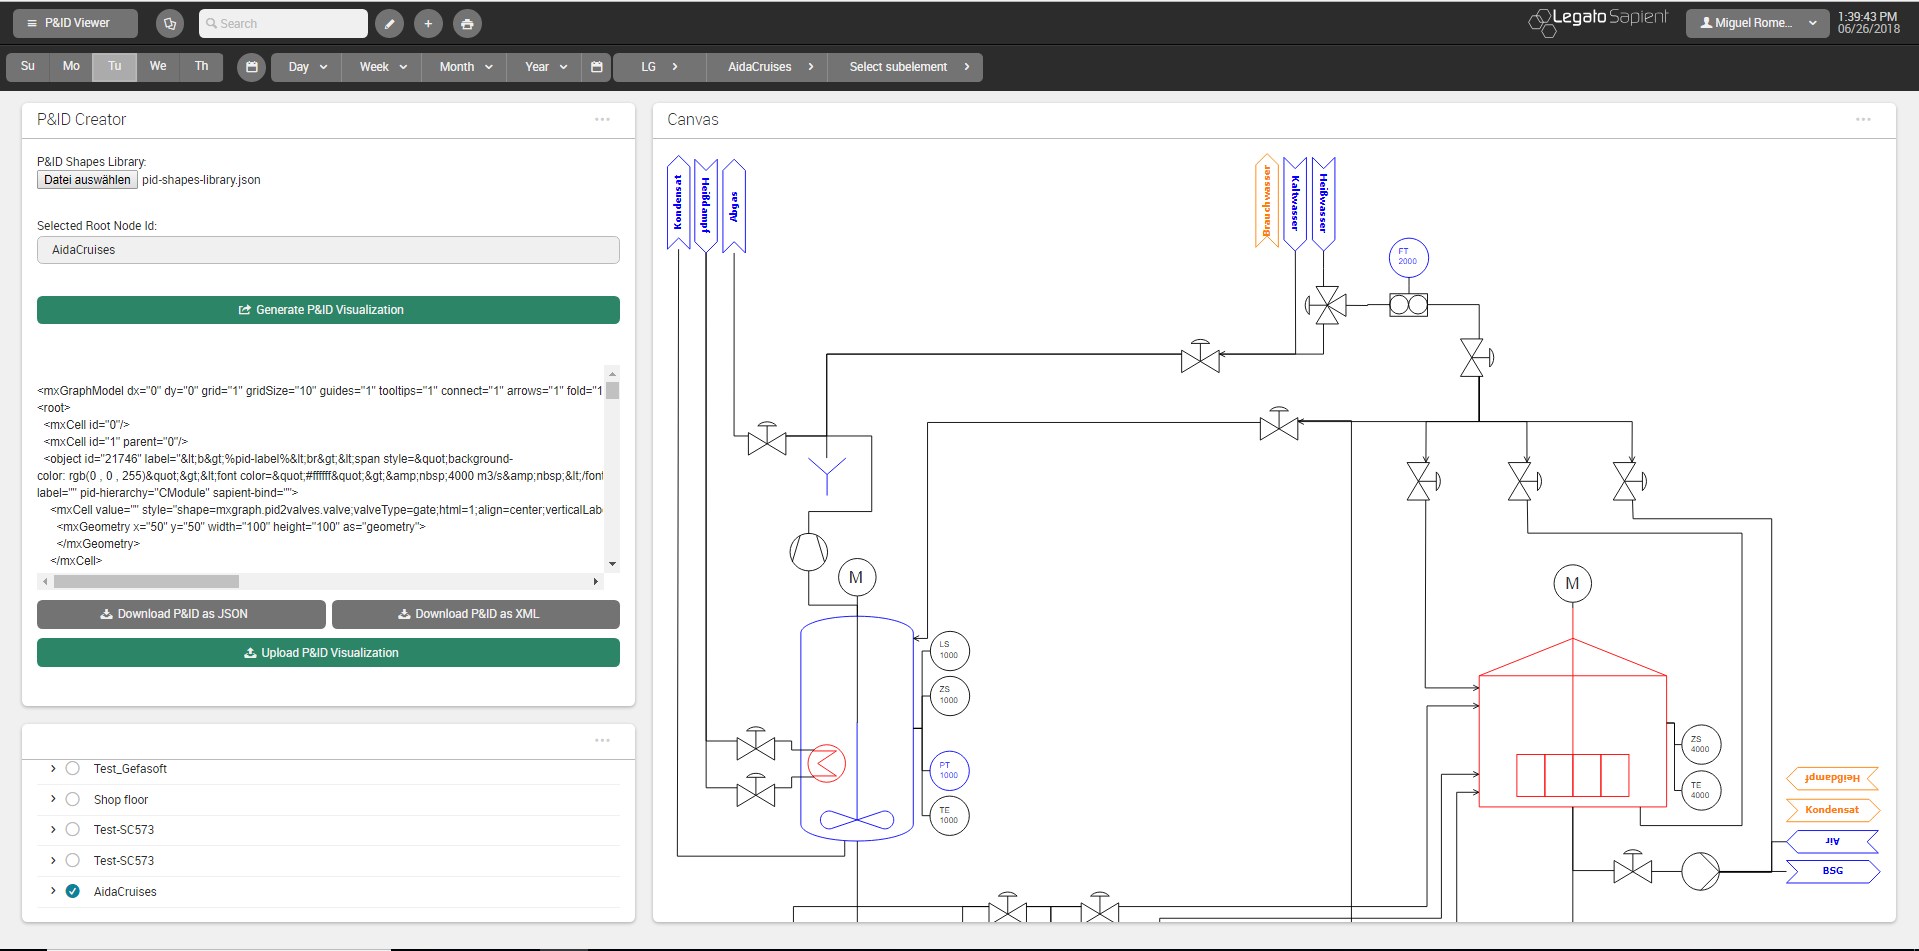 P&ID Viewer
Search
Legato Sapient
Miguel Rome...
1:39:43 PM
06/26/2018
Su Mo Tu We Th
Day Week Month Year
LG AidaCruises Select subelement
P&ID Creator
P&ID Shapes Library:
Datei auswählen pid-shapes-library.json
Selected Root Node Id:
AidaCruises
Generate P&ID Visualization
<mxGraphModel dx="0" dy="0" grid="1" gridSize="10" guides="1" tooltips="1" connect="1" arrows="1" fold="1
<root>
<mxCell id="0"/>
<mxCell id="1" parent="0"/>
<object id="21746" label="&lt;b&gt;%pid-label%&lt;br&gt;&lt;span style=&quot;background-
color: rgb(0 , 0 , 255)&quot;&gt;&lt;font color=&quot;#ffffff&quot;&gt;&amp;nbsp;4000 m3/s&amp;nbsp;&lt;/font
label="" pid-hierarchy="CModule" sapient-bind="">
<mxCell value="" style="shape=mxgraph.pid2valves.valve;valveType=gate;html=1;align=center;verticalLab
<mxGeometry x="50" y="50" width="100" height="100" as="geometry">
</mxGeometry>
</mxCell>
Download P&ID as JSON
Download P&ID as XML
Upload P&ID Visualization
Test_Gefasoft
Shop floor
Test-SC573
Test-SC573
AidaCruises
Canvas
Kondensat
Heißdampf
Abgas
Brauchwasser
Kaltwasser
Heißwasser
FT
2000
M
LS
1000
ZS
1000
PT
1000
TE
1000
M
ZS
4000
TE
4000
Heißdampf
Kondensat
Air
BSG